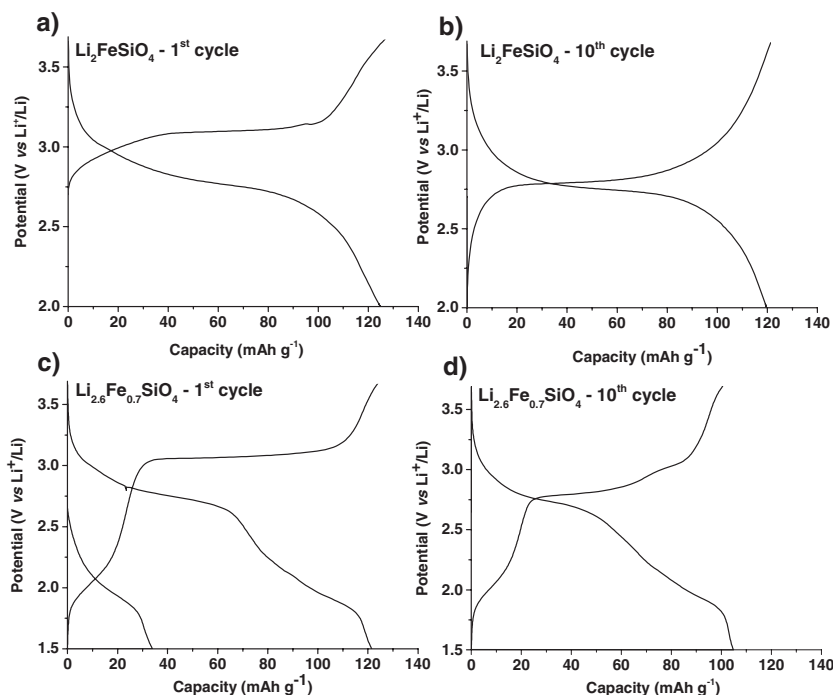 a)
Li₂FeSiO₄ - 1ˢᵗ cycle
3.5
3.0
2.5
2.0
Potential (V vs Li⁺/Li)
0 20 40 60 80 100 120 140
Capacity (mAh g⁻¹)
b)
Li₂FeSiO₄ - 10ᵗʰ cycle
3.5
3.0
2.5
2.0
Potential (V vs Li⁺/Li)
0 20 40 60 80 100 120 140
Capacity (mAh g⁻¹)
c)
Li₂.₆Fe₀.₇SiO₄ - 1ˢᵗ cycle
3.5
3.0
2.5
2.0
1.5
Potential (V vs Li⁺/Li)
0 20 40 60 80 100 120 140
Capacity (mAh g⁻¹)
d)
Li₂.₆Fe₀.₇SiO₄ - 10ᵗʰ cycle
3.5
3.0
2.5
2.0
1.5
Potential (V vs Li⁺/Li)
0 20 40 60 80 100 120 140
Capacity (mAh g⁻¹)